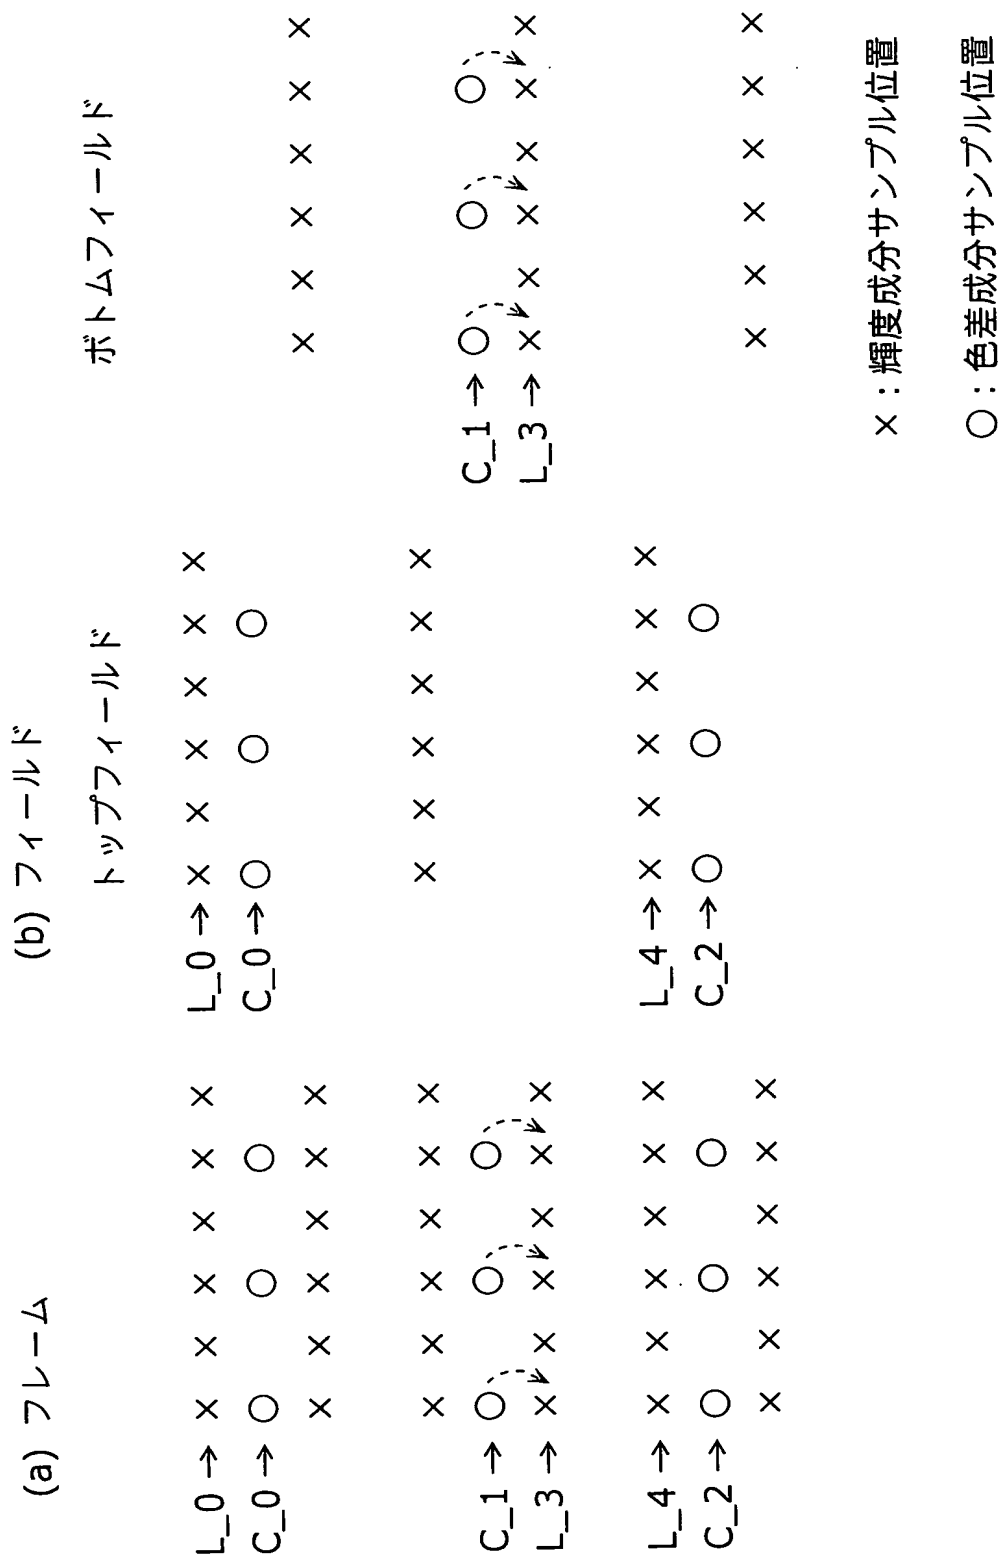 (a) フレーム
L_0 →
C_0 →
C_1 →
L_3 →
L_4 →
C_2 →
(b) フィールド
トップフィールド
L_0 →
C_0 →
L_4 →
C_2 →
ボトムフィールド
C_1 →
L_3 →
×：輝度成分サンプル位置
○：色差成分サンプル位置